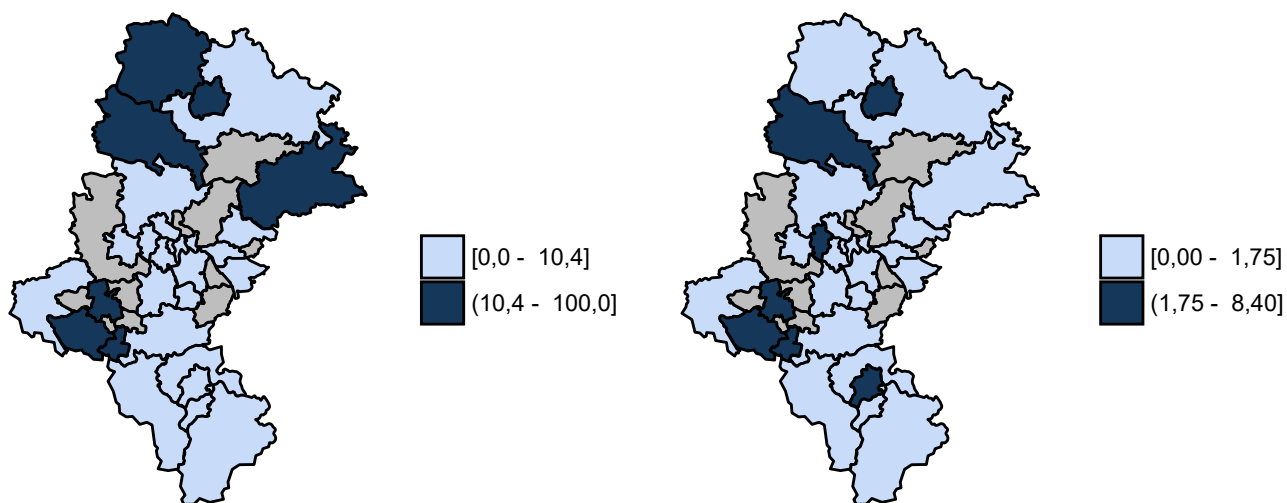 [0,0 - 10,4]
(10,4 - 100,0]
[0,00 - 1,75]
(1,75 - 8,40]